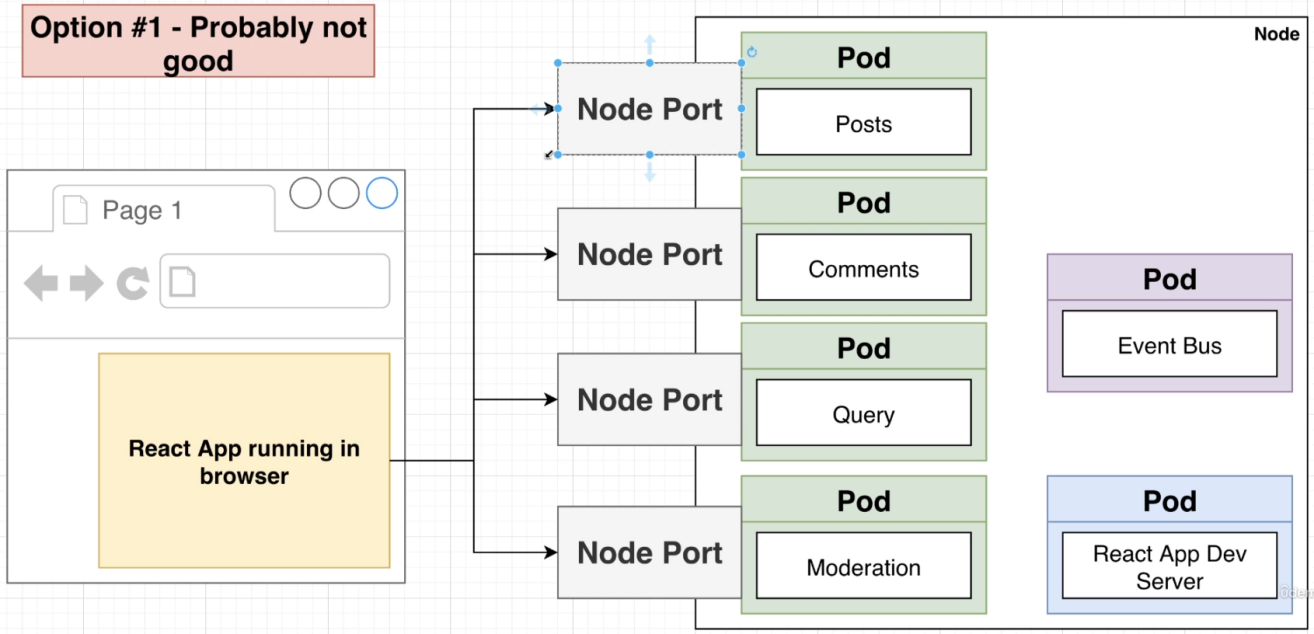 Option #1 - Probably not
good
Node
Page 1
React App running in
browser
Node Port
Pod
Posts
Node Port
Pod
Comments
Node Port
Pod
Query
Node Port
Pod
Moderation
Pod
Event Bus
Pod
React App Dev
Server